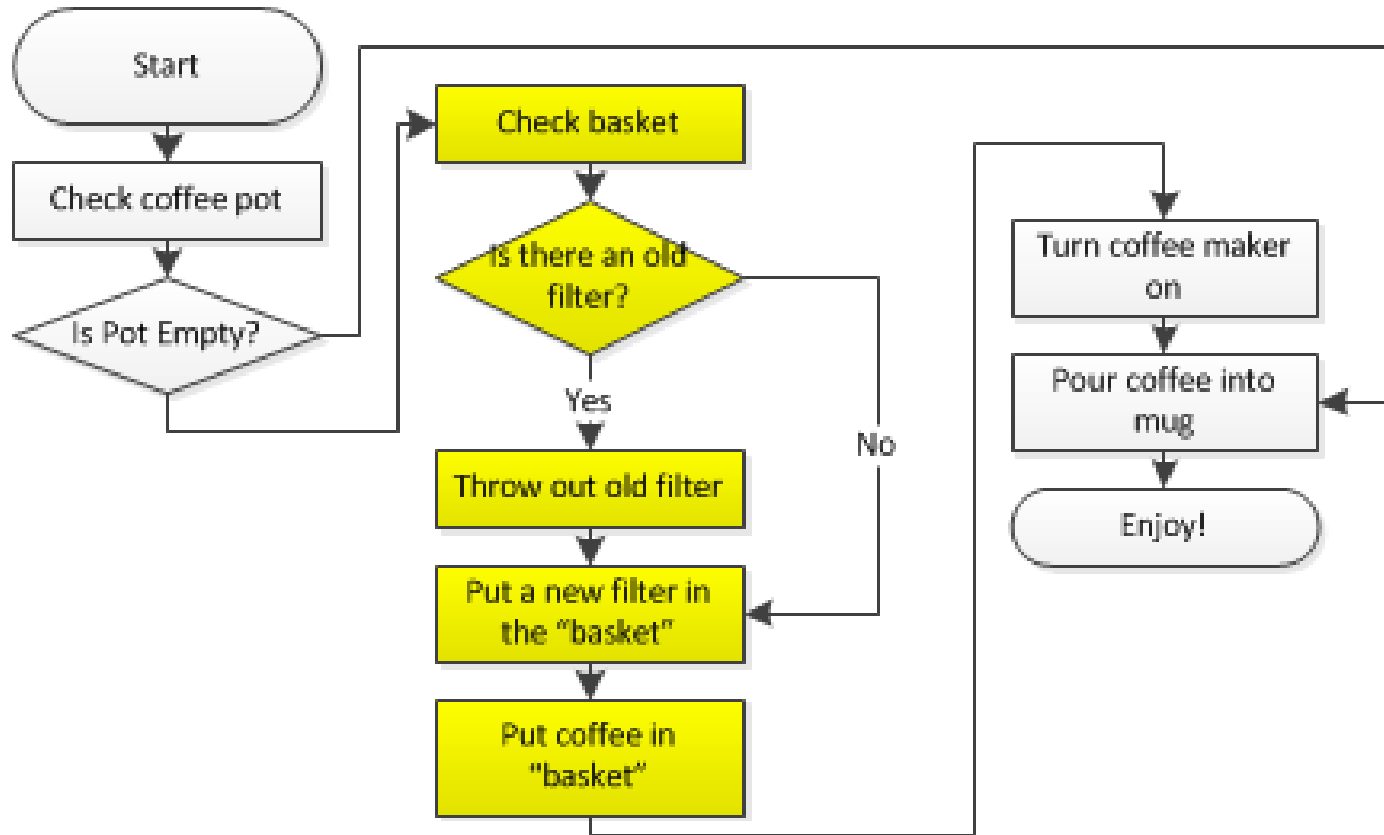 Start
Check coffee pot
Is Pot Empty?
Check basket
Is there an old
filter?
Yes
No
Throw out old filter
Put a new filter in
the “basket”
Put coffee in
“basket”
Turn coffee maker
on
Pour coffee into
mug
Enjoy!